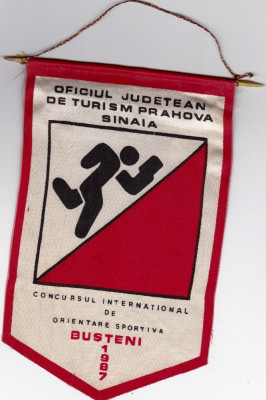 OFICIUL JUDETEAN
DE TURISM PRAHOVA
SINAIA
CONCURSUL INTERNATIONAL
DE
ORIENTARE SPORTIVA
BUSTENI
1987